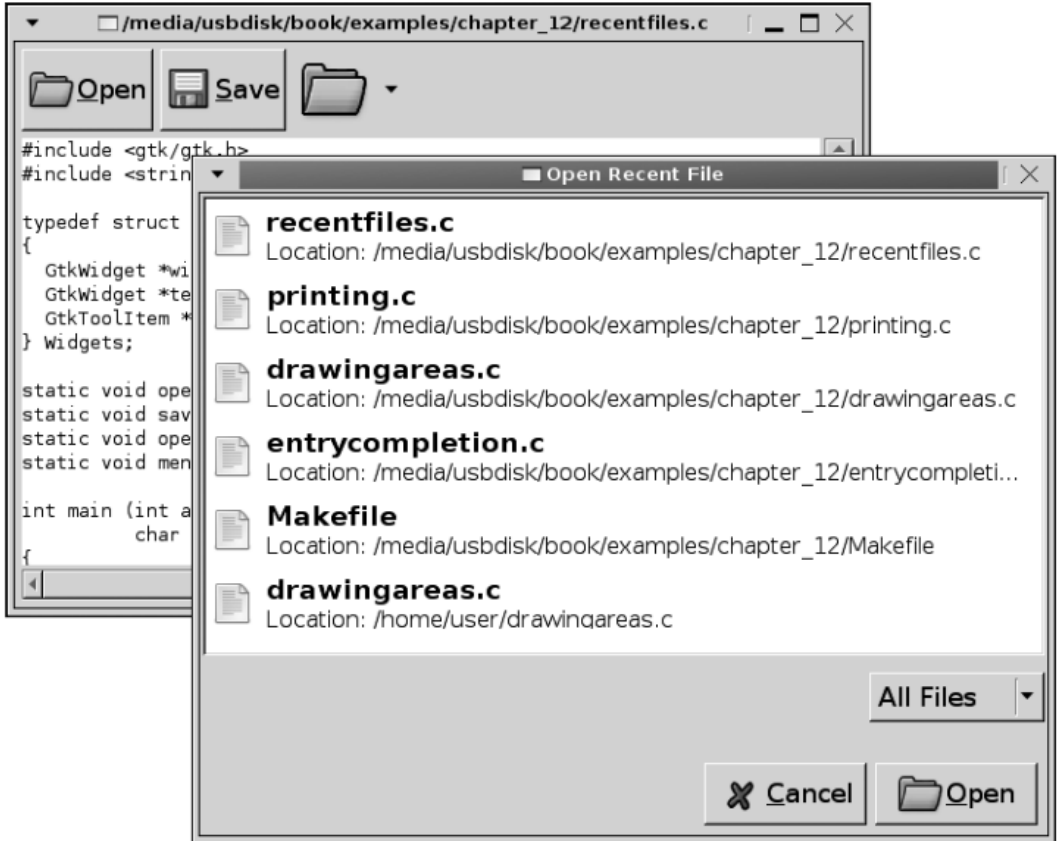 /media/usbdisk/book/examples/chapter_12/recentfiles.c
Open Save
#include <gtk/gtk.h>
#include <strin
typedef struct
{
GtkWidget *wi
GtkWidget *te
GtkToolItem *
} Widgets;
static void ope
static void sav
static void ope
static void men
int main (int a
char
{
Open Recent File
recentfiles.c
Location: /media/usbdisk/book/examples/chapter_12/recentfiles.c
printing.c
Location: /media/usbdisk/book/examples/chapter_12/printing.c
drawingareas.c
Location: /media/usbdisk/book/examples/chapter_12/drawingareas.c
entrycompletion.c
Location: /media/usbdisk/book/examples/chapter_12/entrycompleti...
Makefile
Location: /media/usbdisk/book/examples/chapter_12/Makefile
drawingareas.c
Location: /home/user/drawingareas.c
All Files
Cancel Open